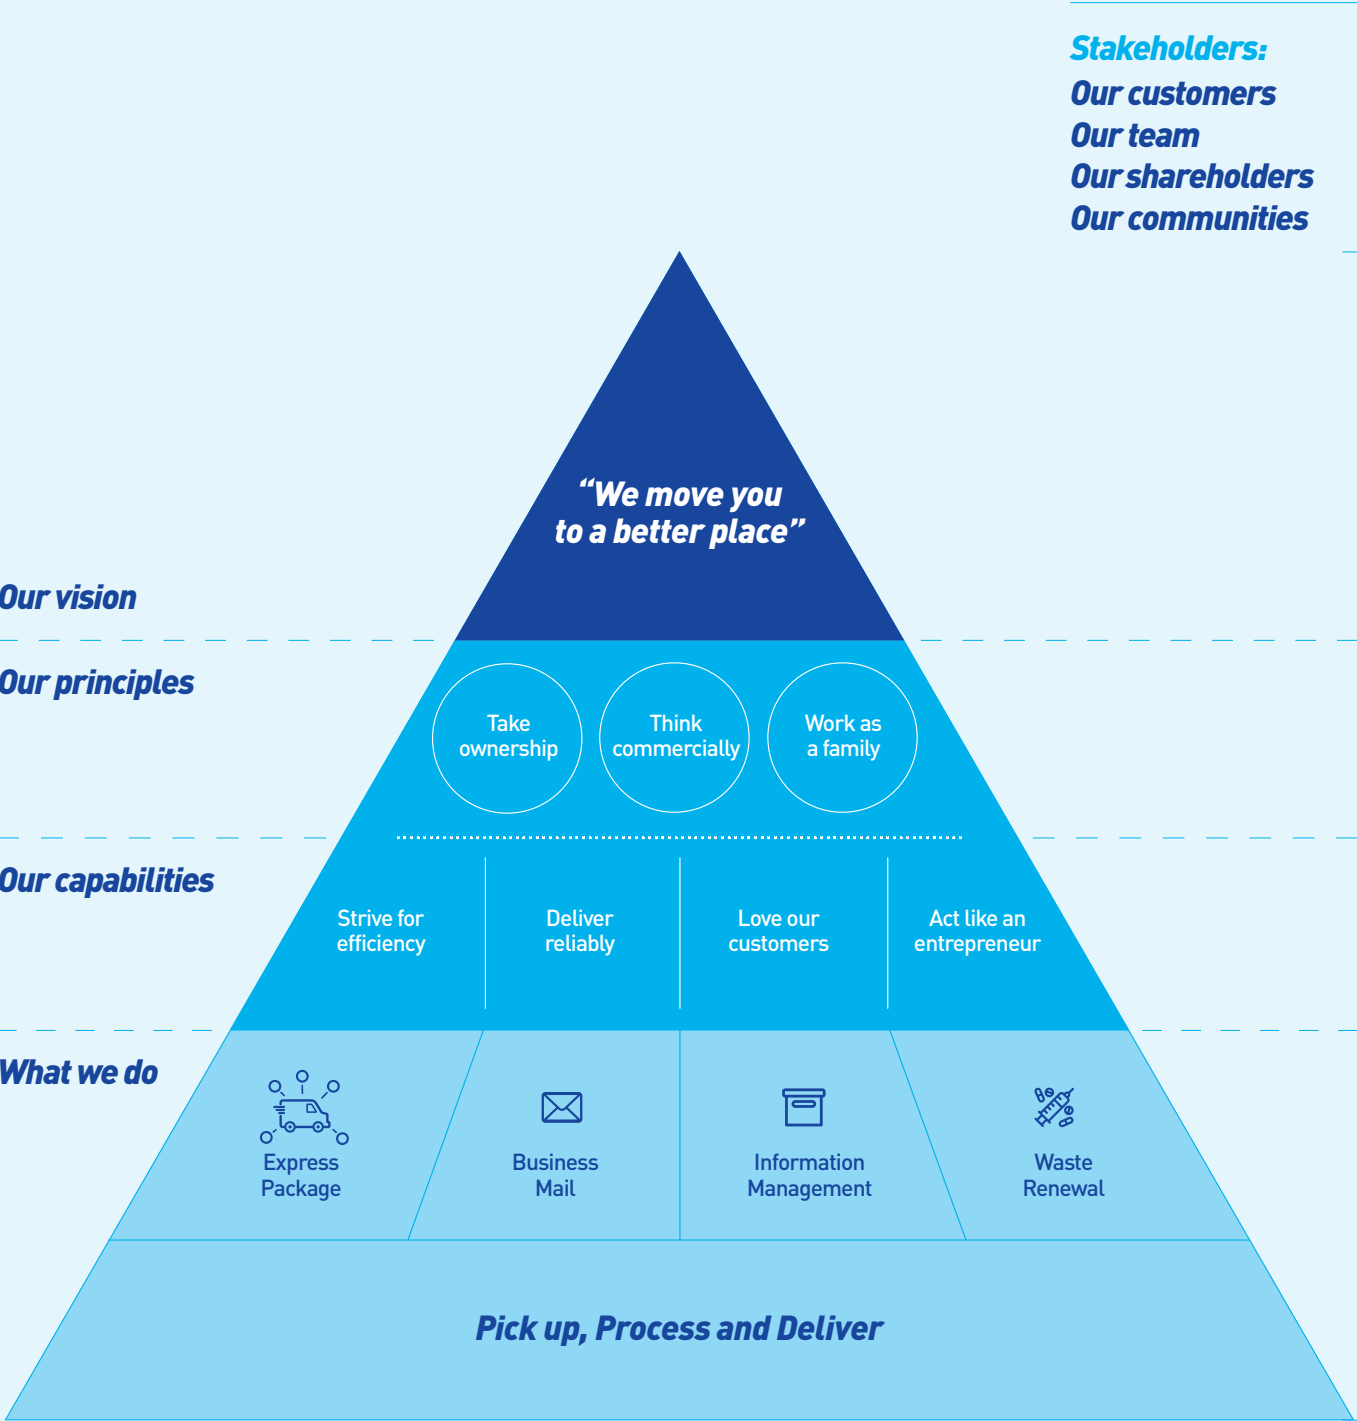 Stakeholders:
Our customers
Our team
Our shareholders
Our communities
“We move you
to a better place”
Our vision
Our principles
Take
ownership
Think
commercially
Work as
a family
Our capabilities
Strive for
efficiency
Deliver
reliably
Love our
customers
Act like an
entrepreneur
What we do
Express
Package
Business
Mail
Information
Management
Waste
Renewal
Pick up, Process and Deliver